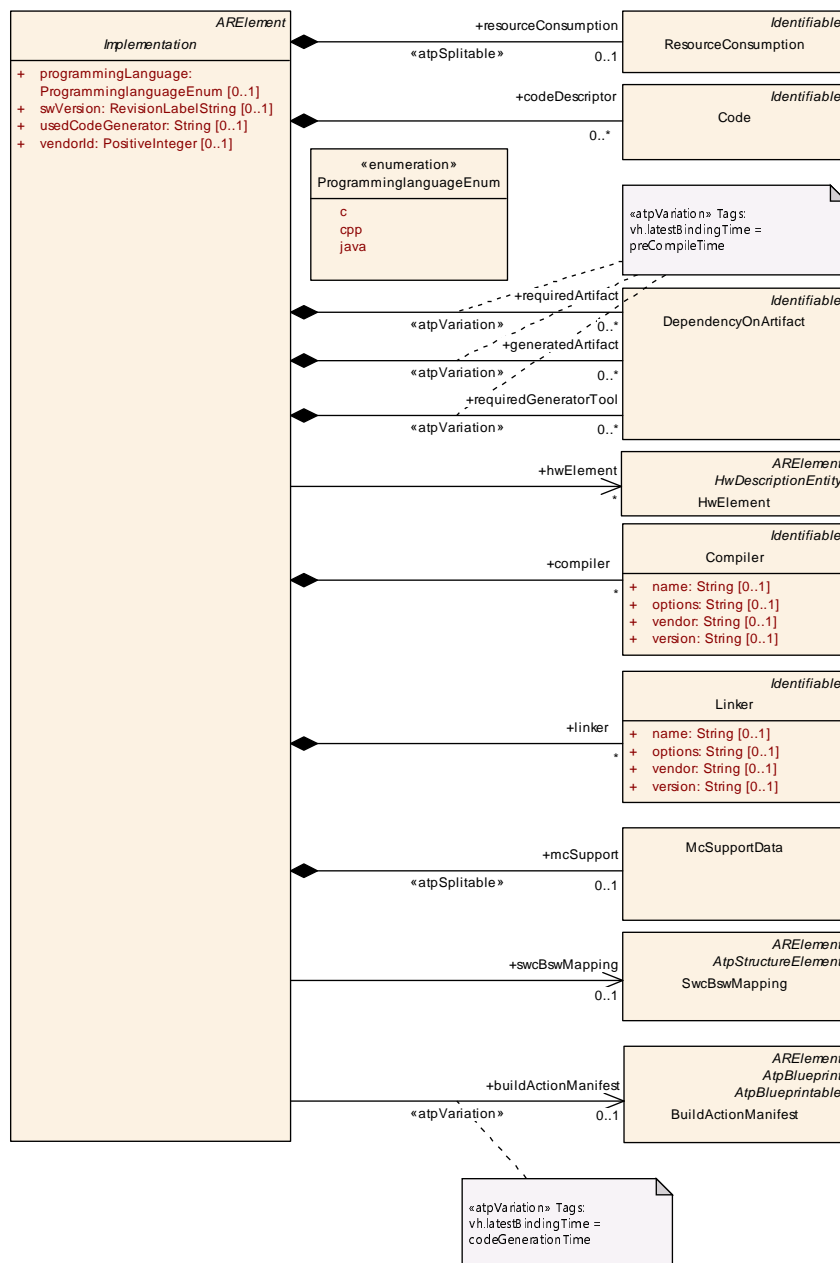 ARElement
Implementation
+ programmingLanguage:
ProgrammingLanguageEnum [0..1]
+ swVersion: RevisionLabelString [0..1]
+ usedCodeGenerator: String [0..1]
+ vendorId: PositiveInteger [0..1]
+resourceConsumption
«atpSplitable»
0..1
Identifiable
ResourceConsumption
+codeDescriptor
0..*
Identifiable
Code
«enumeration»
ProgramminglanguageEnum
c
cpp
java
«atpVariation» Tags:
vh.latestBindingTime =
preCompileTime
+requiredArtifact
«atpVariation»
0..*
+generatedArtifact
«atpVariation»
0..*
+requiredGeneratorTool
«atpVariation»
0..*
Identifiable
DependencyOnArtifact
+hwElement
*
ARElement
HwDescriptionEntity
HwElement
+compiler
*
Identifiable
Compiler
+ name: String [0..1]
+ options: String [0..1]
+ vendor: String [0..1]
+ version: String [0..1]
+linker
*
Identifiable
Linker
+ name: String [0..1]
+ options: String [0..1]
+ vendor: String [0..1]
+ version: String [0..1]
+mcSupport
«atpSplitable»
0..1
McSupportData
+swcBswMapping
0..1
ARElement
AtpStructureElement
SwcBswMapping
+buildActionManifest
«atpVariation»
0..1
ARElement
AtpBlueprint
AtpBlueprintable
BuildActionManifest
«atpVariation» Tags:
vh.latestBindingTime =
codeGenerationTime